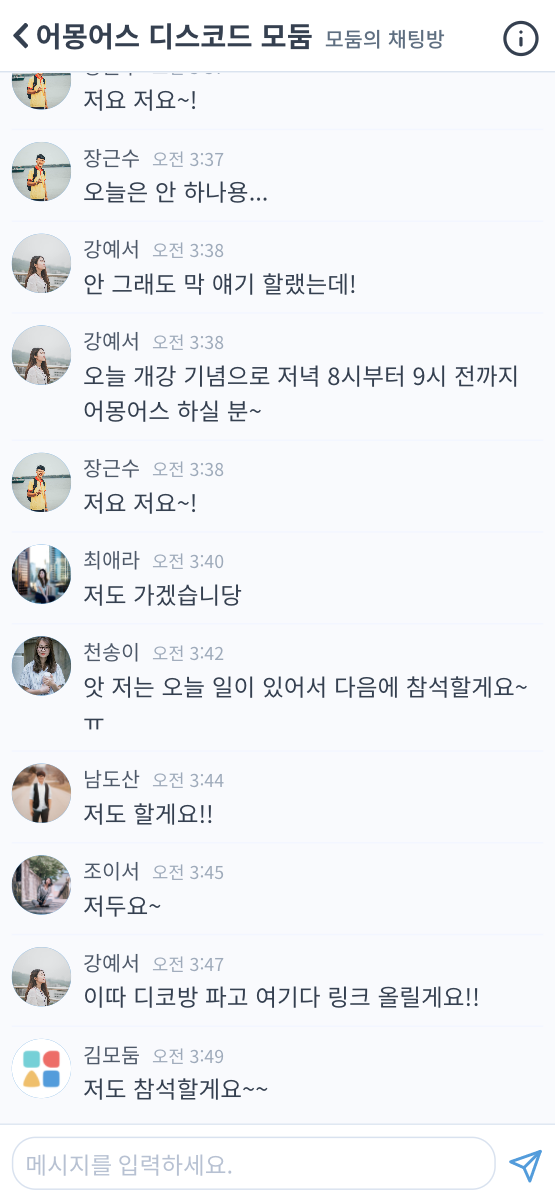 어몽어스 디스코드 모둠 모둠의 채팅방
저요 저요~!
장근수 오전 3:37
오늘은 안 하나용...
강예서 오전 3:38
안 그래도 막 얘기 할랬는데!
강예서 오전 3:38
오늘 개강 기념으로 저녁 8시부터 9시 전까지
어몽어스 하실 분~
장근수 오전 3:38
저요 저요~!
최애라 오전 3:40
저도 가겠습니당
천송이 오전 3:42
앗 저는 오늘 일이 있어서 다음에 참석할게요~
ㅠ
남도산 오전 3:44
저도 할게요!!
조이서 오전 3:45
저두요~
강예서 오전 3:47
이따 디코방 파고 여기다 링크 올릴게요!!
김모둠 오전 3:49
저도 참석할게요~~
메시지를 입력하세요.